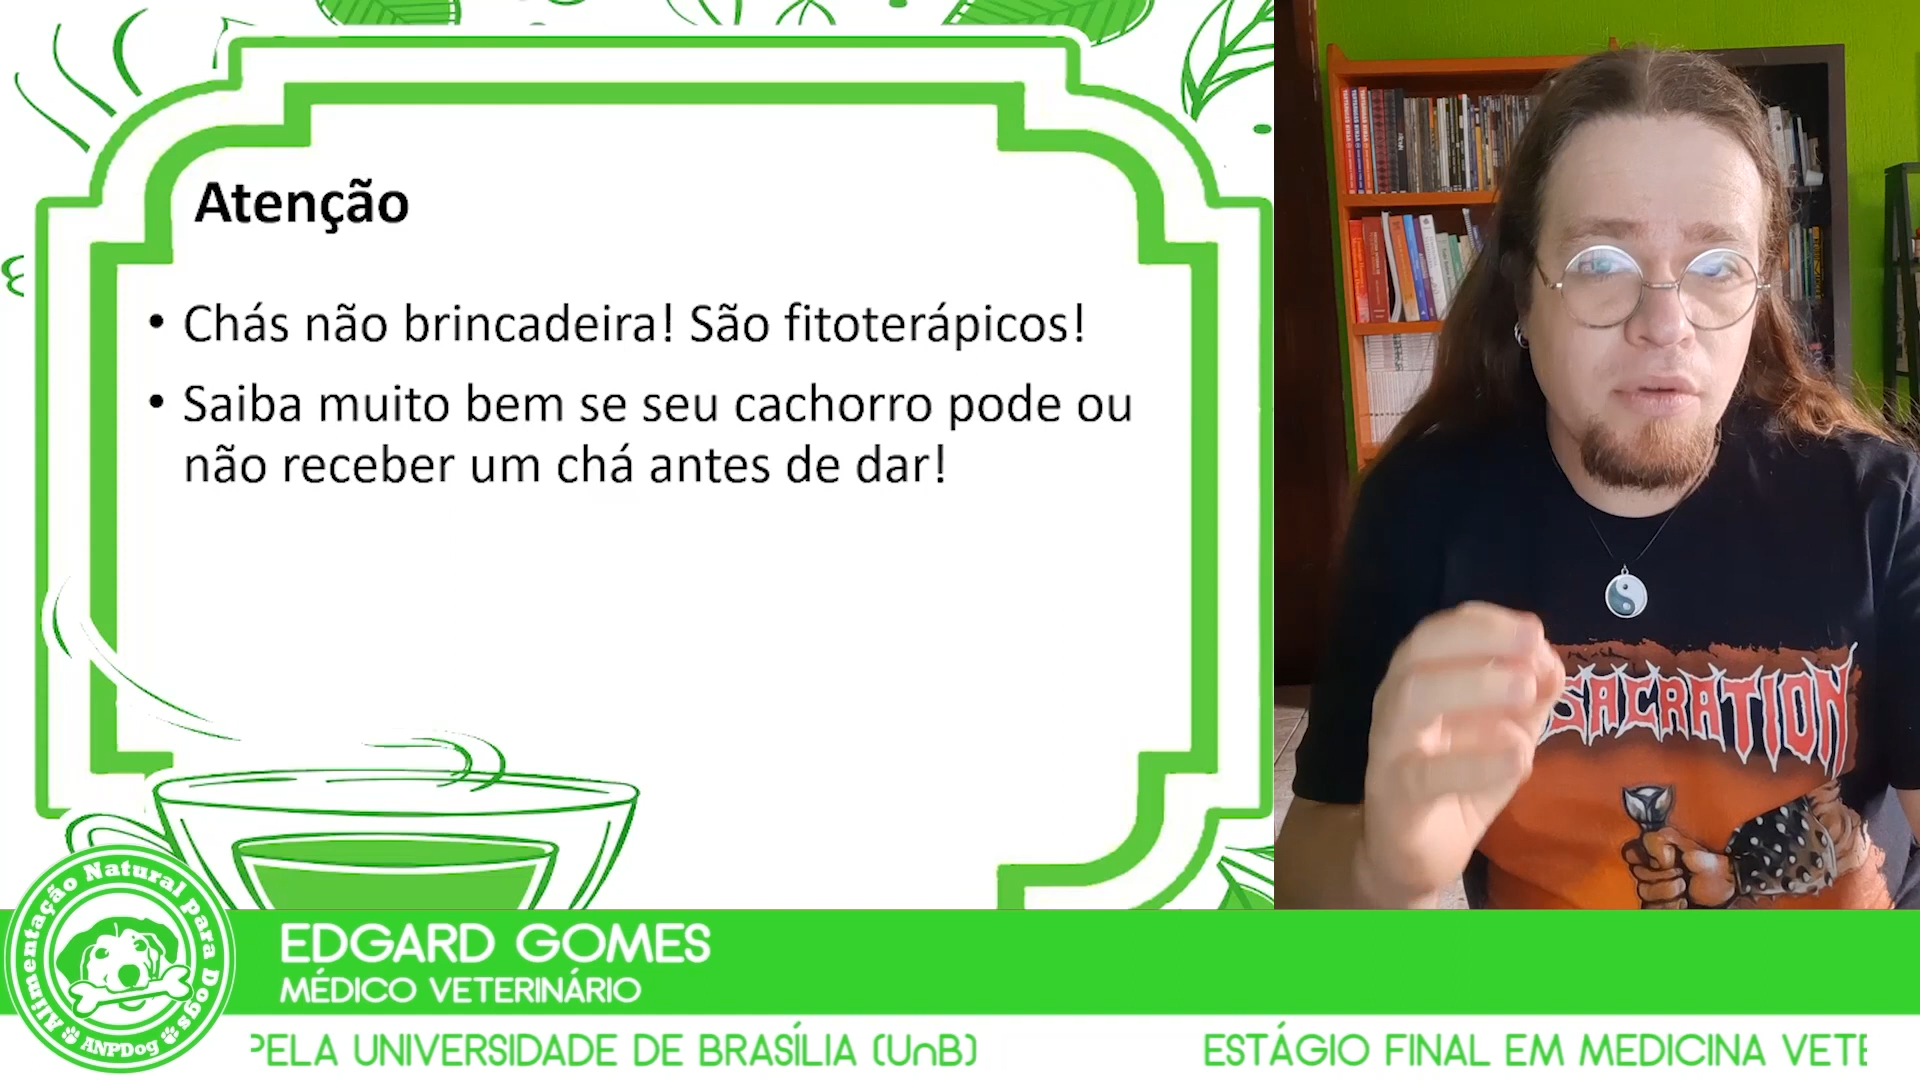 Atenção
• Chás não brincadeira! São fitoterápicos!
• Saiba muito bem se seu cachorro pode ou
não receber um chá antes de dar!
SACRATION
EDGARD GOMES
MÉDICO VETERINÁRIO
Alimentação Natural para Dogs
ANPDog
PELA UNIVERSIDADE DE BRASÍLIA (UnB) ESTÁGIO FINAL EM MEDICINA VETE